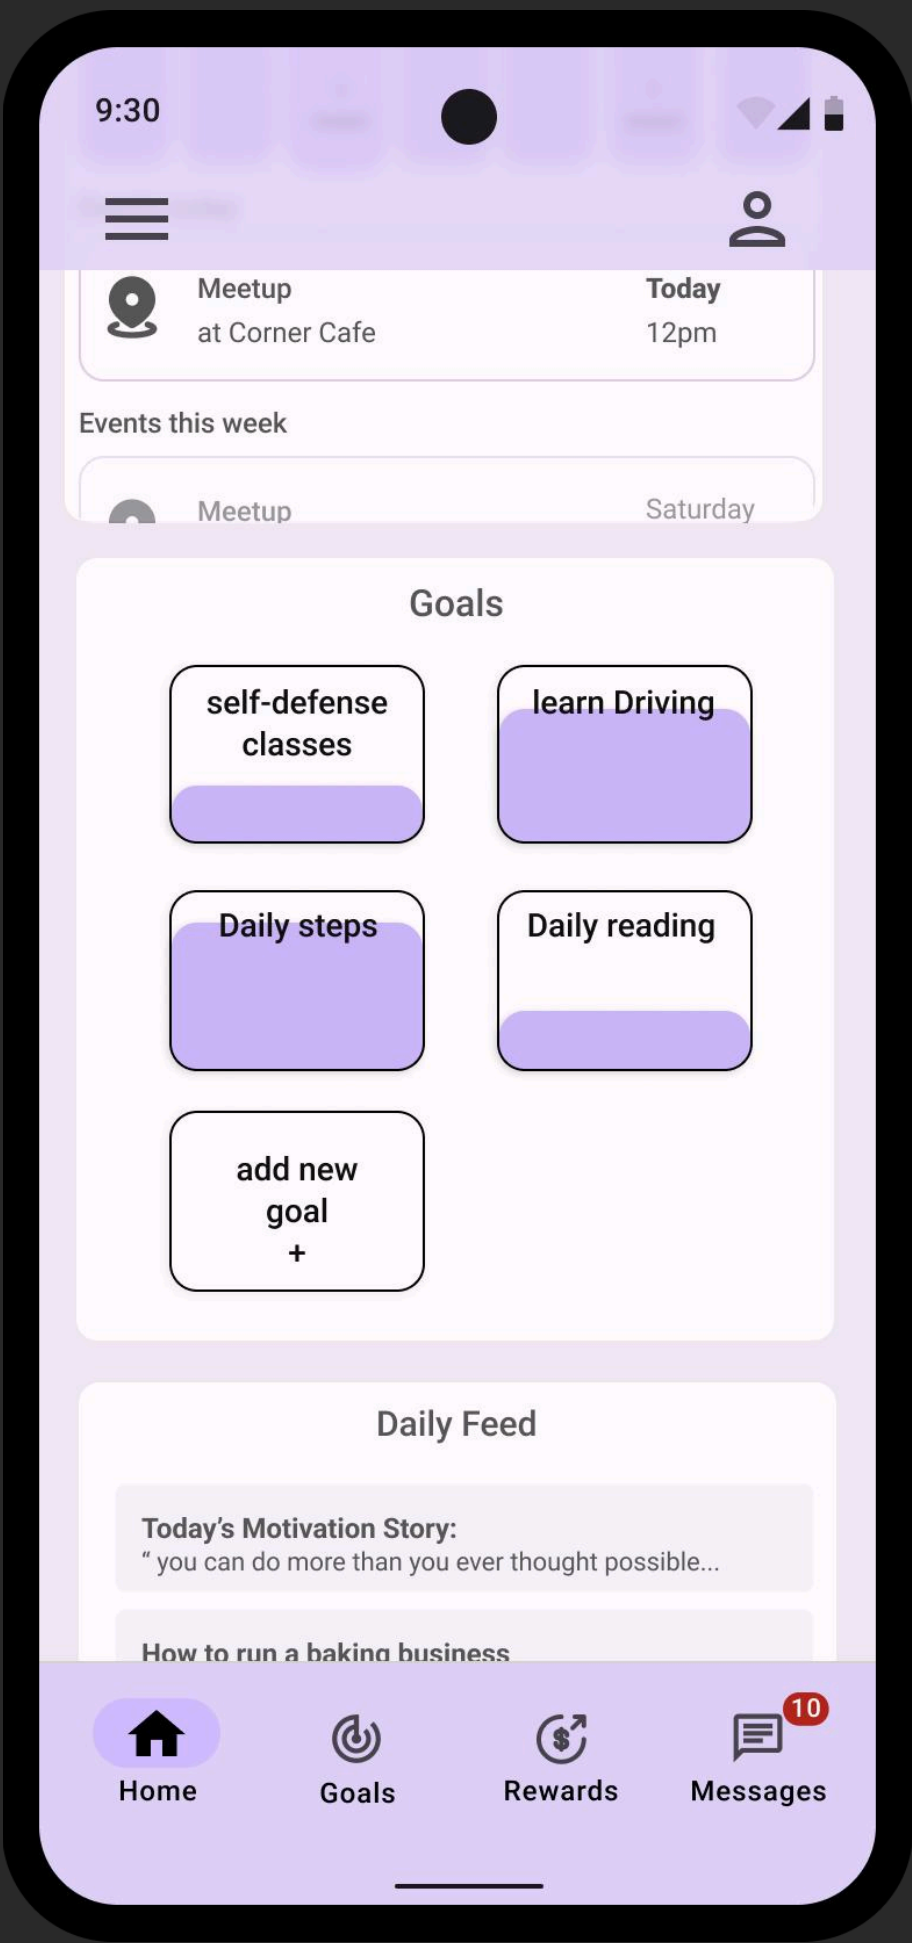 9:30
Meetup
Today
at Corner Cafe
12pm
Events this week
Meetup
Saturday
Goals
self-defense
classes
learn Driving
Daily steps
Daily reading
add new
goal
+
Daily Feed
Today’s Motivation Story:
“ you can do more than you ever thought possible...
How to run a baking business
10
Home
Goals
Rewards
Messages